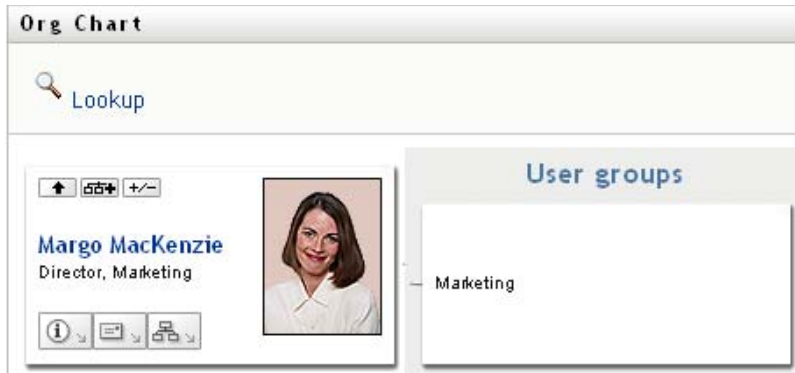 Org Chart
Lookup
User groups
+/-
Margo MacKenzie
Director, Marketing
Marketing